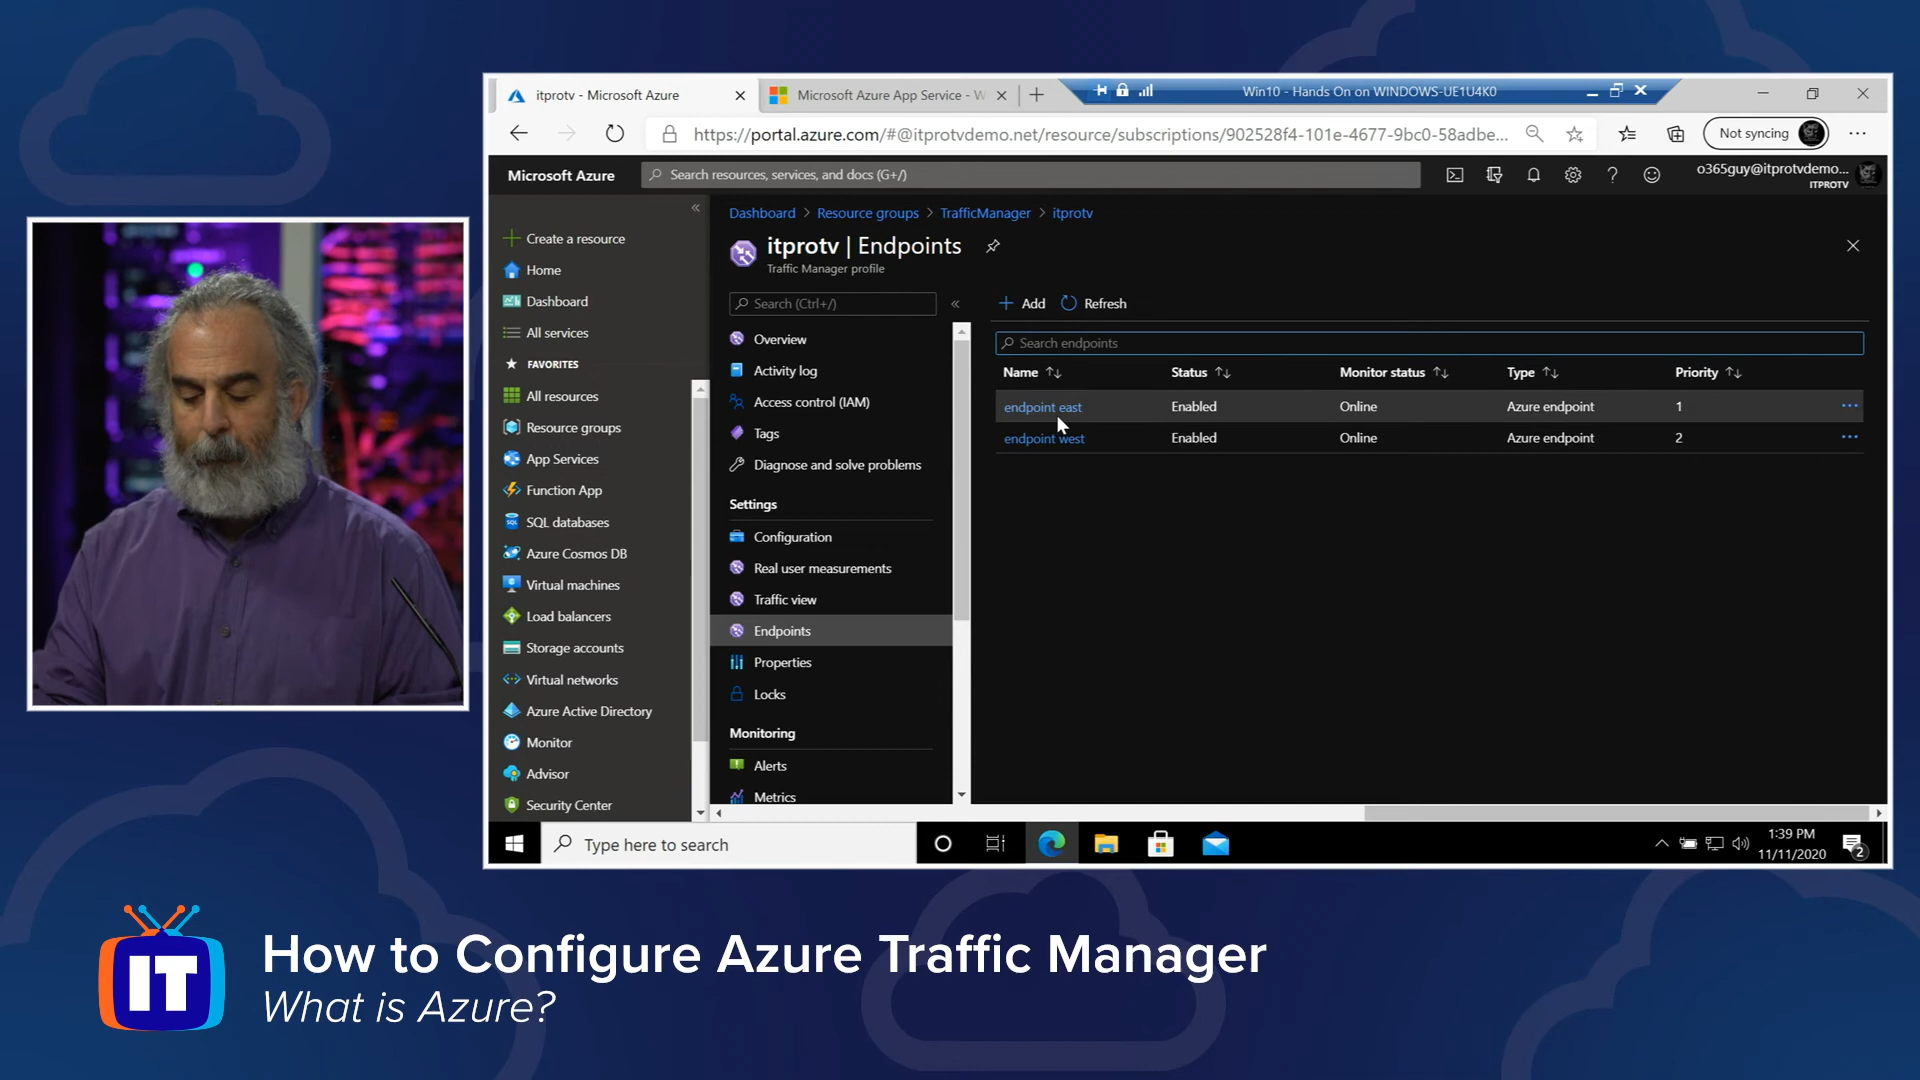 itprotv - Microsoft Azure
Microsoft Azure App Service - W
Win10 - Hands On on WINDOWS-UE1U4K0
https://portal.azure.com/#@itprotvdemo.net/resource/subscriptions/902528f4-101e-4677-9bc0-58adbe...
Not syncing
Microsoft Azure
Search resources, services, and docs (G+/)
o365guy@itprotvdemo...
ITPROTV
Create a resource
Home
Dashboard
All services
FAVORITES
All resources
Resource groups
App Services
Function App
SQL databases
Azure Cosmos DB
Virtual machines
Load balancers
Storage accounts
Virtual networks
Azure Active Directory
Monitor
Advisor
Security Center
Dashboard > Resource groups > TrafficManager > itprotv
itprotv | Endpoints
Traffic Manager profile
Search (Ctrl+/)
Overview
Activity log
Access control (IAM)
Tags
Diagnose and solve problems
Settings
Configuration
Real user measurements
Traffic view
Endpoints
Properties
Locks
Monitoring
Alerts
Metrics
Add Refresh
Search endpoints
Name Status Monitor status Type Priority
endpoint east Enabled Online Azure endpoint 1
endpoint west Enabled Online Azure endpoint 2
Type here to search
1:39 PM
11/11/2020
2
IT
How to Configure Azure Traffic Manager
What is Azure?